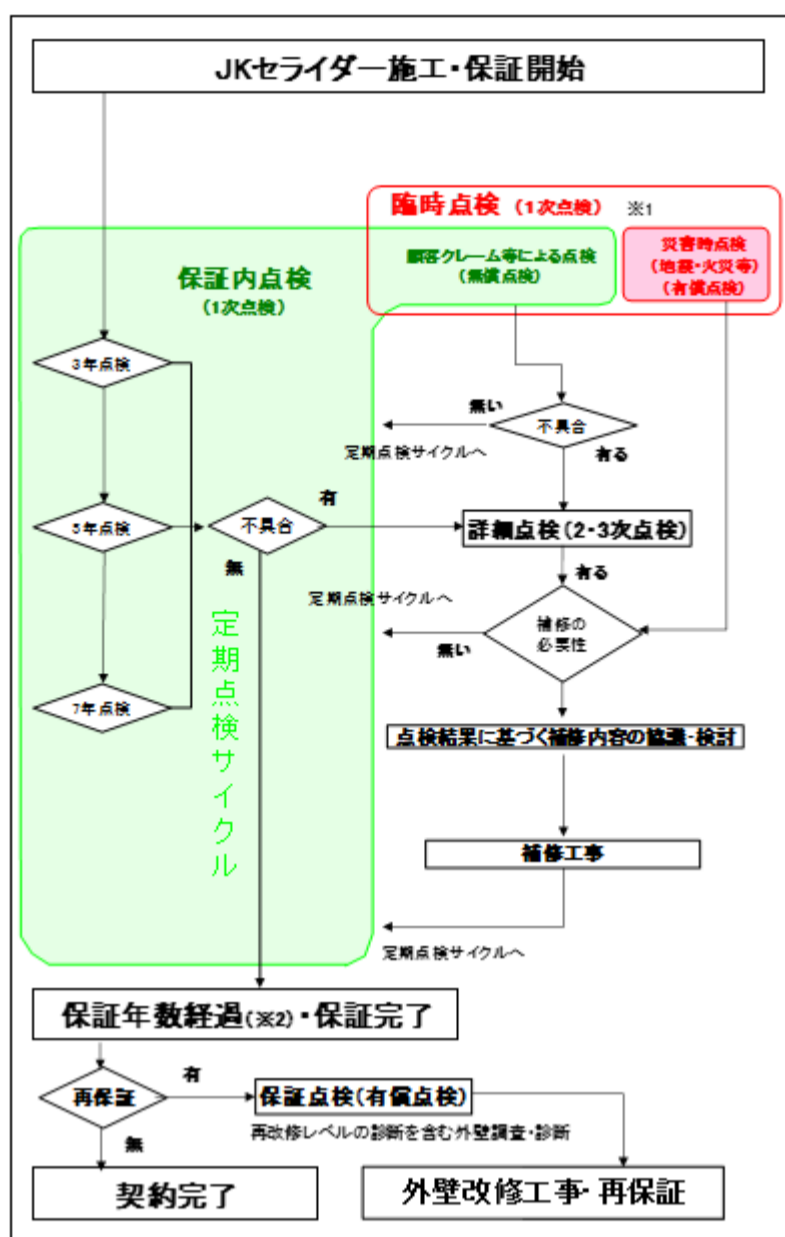 JKセライダー施工・保証開始
臨時点検（1次点検） ※1
顧客クレーム等による点検
（無償点検）
災害時点検
（地震・火災等）
（有償点検）
保証内点検
（1次点検）
3年点検
無い
不具合
定期点検サイクルへ
有る
5年点検
不具合
有
詳細点検（2・3次点検）
無
有る
定期点検サイクルへ
補修の
必要性
無い
定期点検サイクル
7年点検
点検結果に基づく補修内容の協議・検討
補修工事
定期点検サイクルへ
保証年数経過（※2）・保証完了
再保証
有
保証点検（有償点検）
再改修レベルの診断を含む外壁調査・診断
無
契約完了
外壁改修工事・再保証